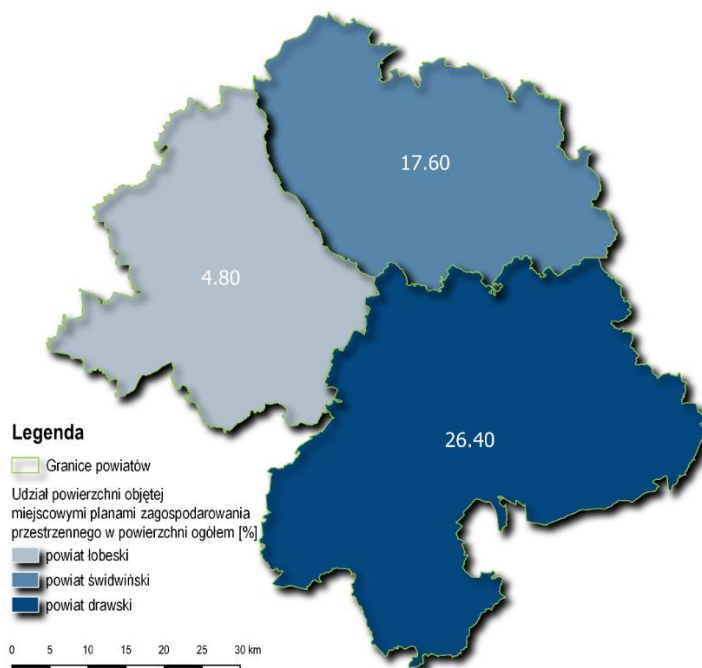 17.60
4.80
26.40
Legenda
Granice powiatów
Udział powierzchni objętej
miejscowymi planami zagospodarowania
przestrzennego w powierzchni ogółem [%]
powiat łobeski
powiat świdwiński
powiat drawski
0 5 10 15 20 25 30 km